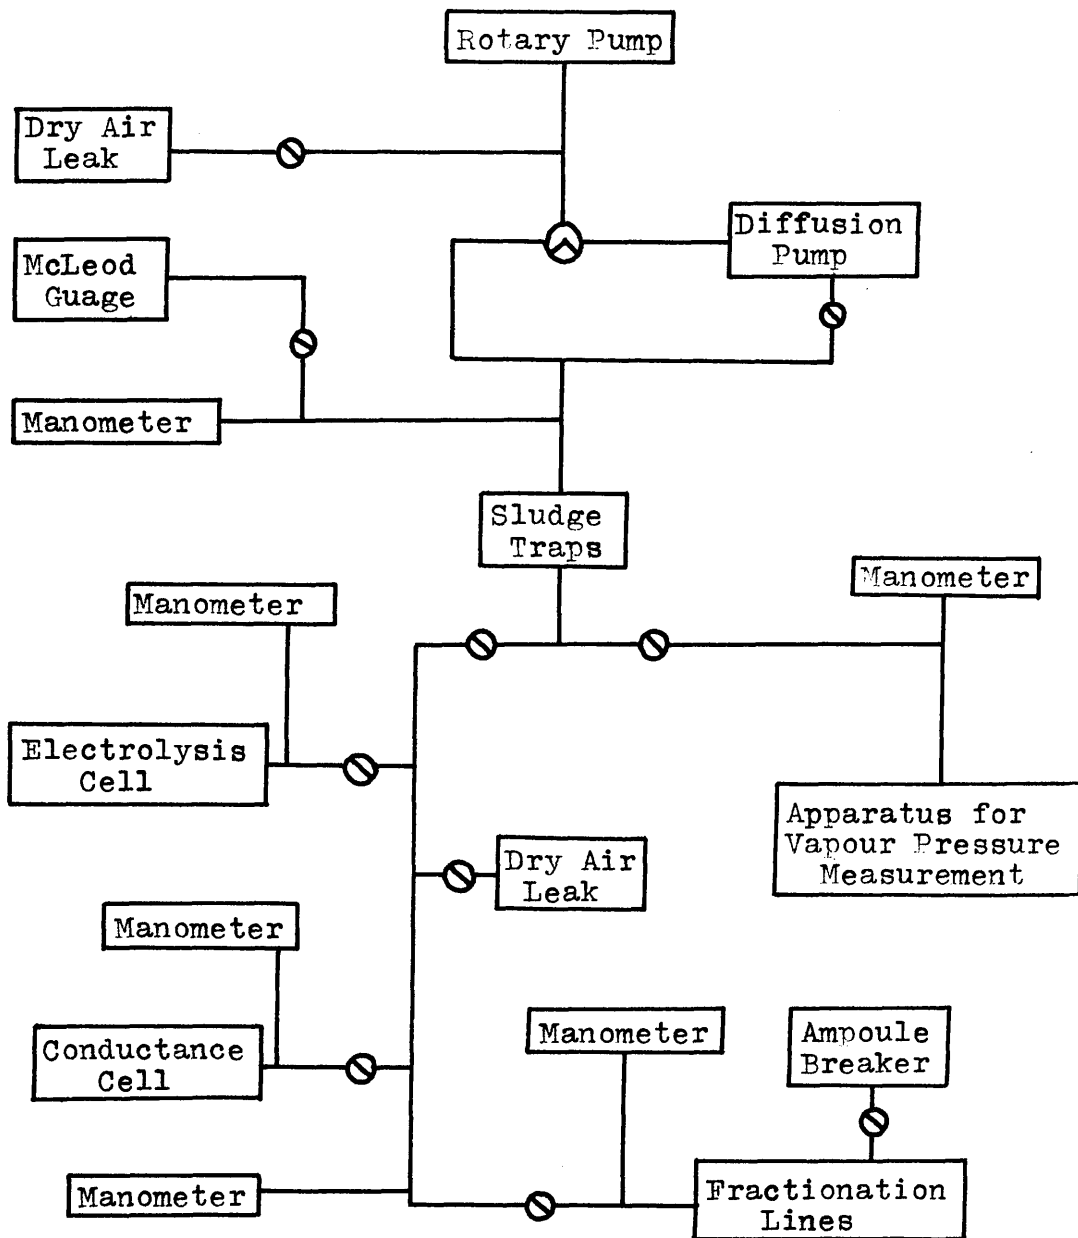 Rotary Pump
Dry Air
Leak
Diffusion
Pump
McLeod
Guage
Manometer
Sludge
Traps
Manometer
Manometer
Electrolysis
Cell
Apparatus for
Vapour Pressure
Measurement
Dry Air
Leak
Manometer
Manometer
Ampoule
Breaker
Conductance
Cell
Manometer
Fractionation
Lines